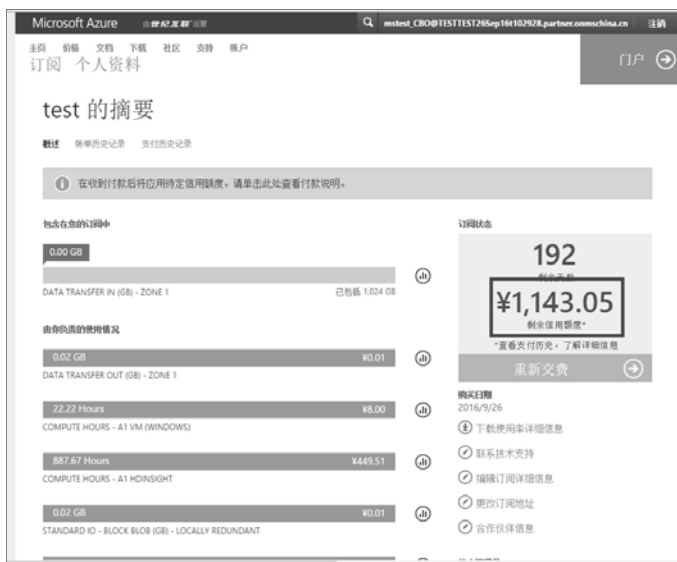 Microsoft Azure 由世纪互联运营
mstest_CBO@TESTTEST26Sep16t102928.partner.onmschina.cn 注销
主页 价格 文档 下载 社区 支持 帐户
订阅 个人资料
门户
test 的摘要
概述 帐单历史记录 支付历史记录
在收到付款后将应用待定信用额度。请单击此处查看付款说明。
包含在您的订阅中
0.00 GB
DATA TRANSFER IN (GB) - ZONE 1 已包括 1,024 GB
由你负责的使用情况
0.02 GB ¥0.01
DATA TRANSFER OUT (GB) - ZONE 1
22.22 Hours ¥8.00
COMPUTE HOURS - A1 VM (WINDOWS)
887.67 Hours ¥449.51
COMPUTE HOURS - A1 HDINSIGHT
0.02 GB ¥0.01
STANDARD IO - BLOCK BLOB (GB) - LOCALLY REDUNDANT
订阅状态
192
剩余天数
¥1,143.05
剩余信用额度*
*查看支付历史，了解详细信息
重新交费
购买日期
2016/9/26
下载使用率详细信息
联系技术支持
编辑订阅详细信息
更改订阅地址
合作伙伴信息